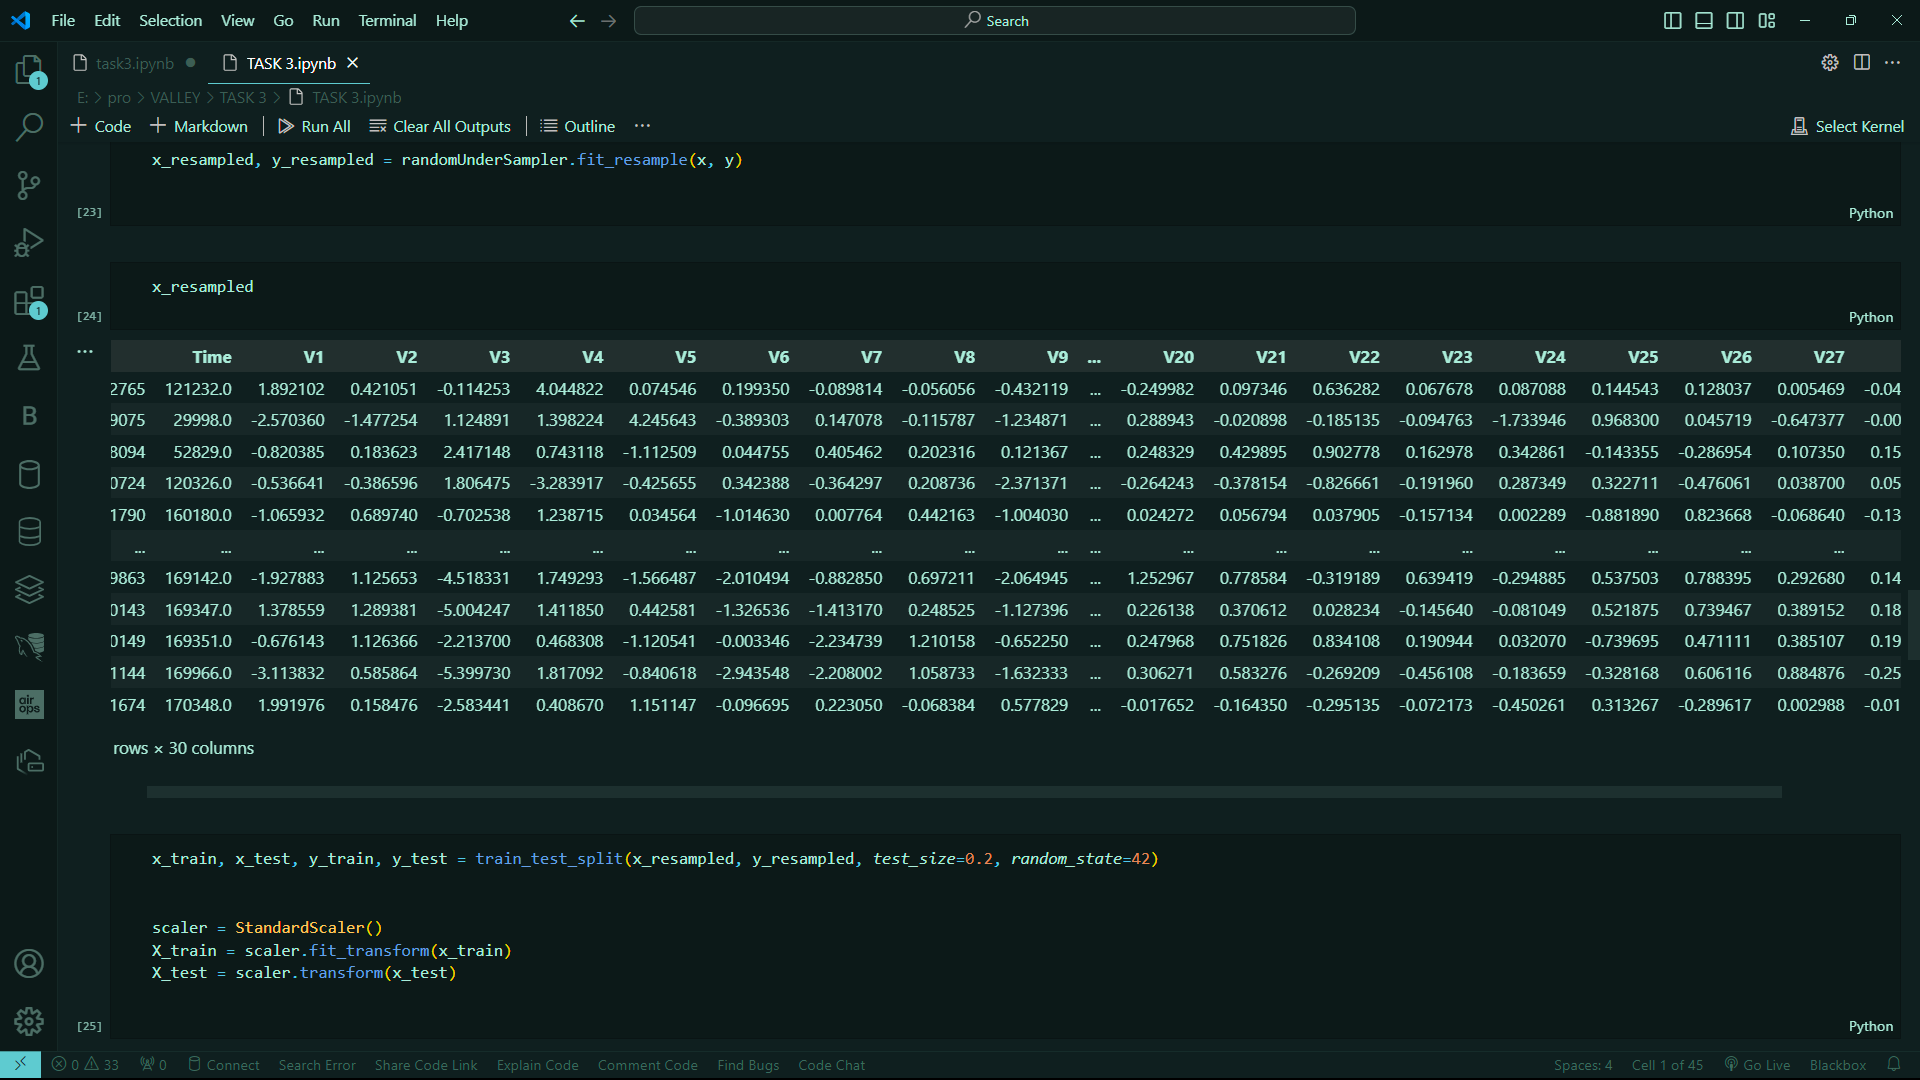 File Edit Selection View Go Run Terminal Help Search
task3.ipynb TASK 3.ipynb
E: > pro > VALLEY > TASK 3 > TASK 3.ipynb
+ Code + Markdown Run All Clear All Outputs Outline ... Select Kernel
x_resampled, y_resampled = randomUnderSampler.fit_resample(x, y)
[23] Python
x_resampled
[24] Python
...
Time V1 V2 V3 V4 V5 V6 V7 V8 V9 ... V20 V21 V22 V23 V24 V25 V26 V27
2765 121232.0 1.892102 0.421051 -0.114253 4.044822 0.074546 0.199350 -0.089814 -0.056056 -0.432119 ... -0.249982 0.097346 0.636282 0.067678 0.087088 0.144543 0.128037 0.005469 -0.04
9075 29998.0 -2.570360 -1.477254 1.124891 1.398224 4.245643 -0.389303 0.147078 -0.115787 -1.234871 ... 0.288943 -0.020898 -0.185135 -0.094763 -1.733946 0.968300 0.045719 -0.647377 -0.00
8094 52829.0 -0.820385 0.183623 2.417148 0.743118 -1.112509 0.044755 0.405462 0.202316 0.121367 ... 0.248329 0.429895 0.902778 0.162978 0.342861 -0.143355 -0.286954 0.107350 0.15
0724 120326.0 -0.536641 -0.386596 1.806475 -3.283917 -0.425655 0.342388 -0.364297 0.208736 -2.371371 ... -0.264243 -0.378154 -0.826661 -0.191960 0.287349 0.322711 -0.476061 0.038700 0.05
1790 160180.0 -1.065932 0.689740 -0.702538 1.238715 0.034564 -1.014630 0.007764 0.442163 -1.004030 ... 0.024272 0.056794 0.037905 -0.157134 0.002289 -0.881890 0.823668 -0.068640 -0.13
... ... ... ... ... ... ... ... ... ... ... ... ... ... ... ... ... ... ... ...
9863 169142.0 -1.927883 1.125653 -4.518331 1.749293 -1.566487 -2.010494 -0.882850 0.697211 -2.064945 ... 1.252967 0.778584 -0.319189 0.639419 -0.294885 0.537503 0.788395 0.292680 0.14
0143 169347.0 1.378559 1.289381 -5.004247 1.411850 0.442581 -1.326536 -1.413170 0.248525 -1.127396 ... 0.226138 0.370612 0.028234 -0.145640 -0.081049 0.521875 0.739467 0.389152 0.18
0149 169351.0 -0.676143 1.126366 -2.213700 0.468308 -1.120541 -0.003346 -2.234739 1.210158 -0.652250 ... 0.247968 0.751826 0.834108 0.190944 0.032070 -0.739695 0.471111 0.385107 0.19
1144 169966.0 -3.113832 0.585864 -5.399730 1.817092 -0.840618 -2.943548 -2.208002 1.058733 -1.632333 ... 0.306271 0.583276 -0.269209 -0.456108 -0.183659 -0.328168 0.606116 0.884876 -0.25
1674 170348.0 1.991976 0.158476 -2.583441 0.408670 1.151147 -0.096695 0.223050 -0.068384 0.577829 ... -0.017652 -0.164350 -0.295135 -0.072173 -0.450261 0.313267 -0.289617 0.002988 -0.01
rows × 30 columns
x_train, x_test, y_train, y_test = train_test_split(x_resampled, y_resampled, test_size=0.2, random_state=42)
scaler = StandardScaler()
X_train = scaler.fit_transform(x_train)
X_test = scaler.transform(x_test)
[25] Python
1
1
B
air ops
0 33 0 Connect Search Error Share Code Link Explain Code Comment Code Find Bugs Code Chat Spaces: 4 Cell 1 of 45 Go Live Blackbox